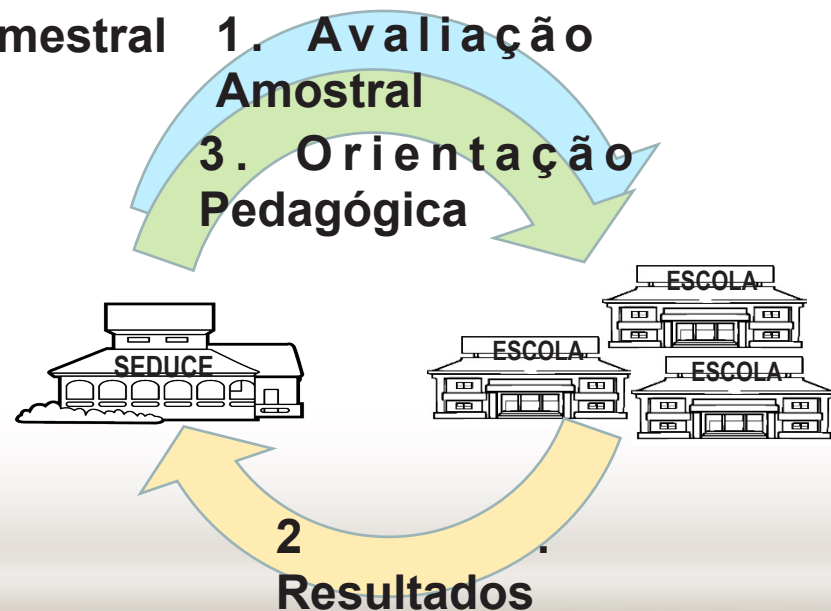 mestral 1. Avaliação
Amostral
3. Orientação
Pedagógica
ESCOLA
SEDUCE
ESCOLA
ESCOLA
2 .
Resultados